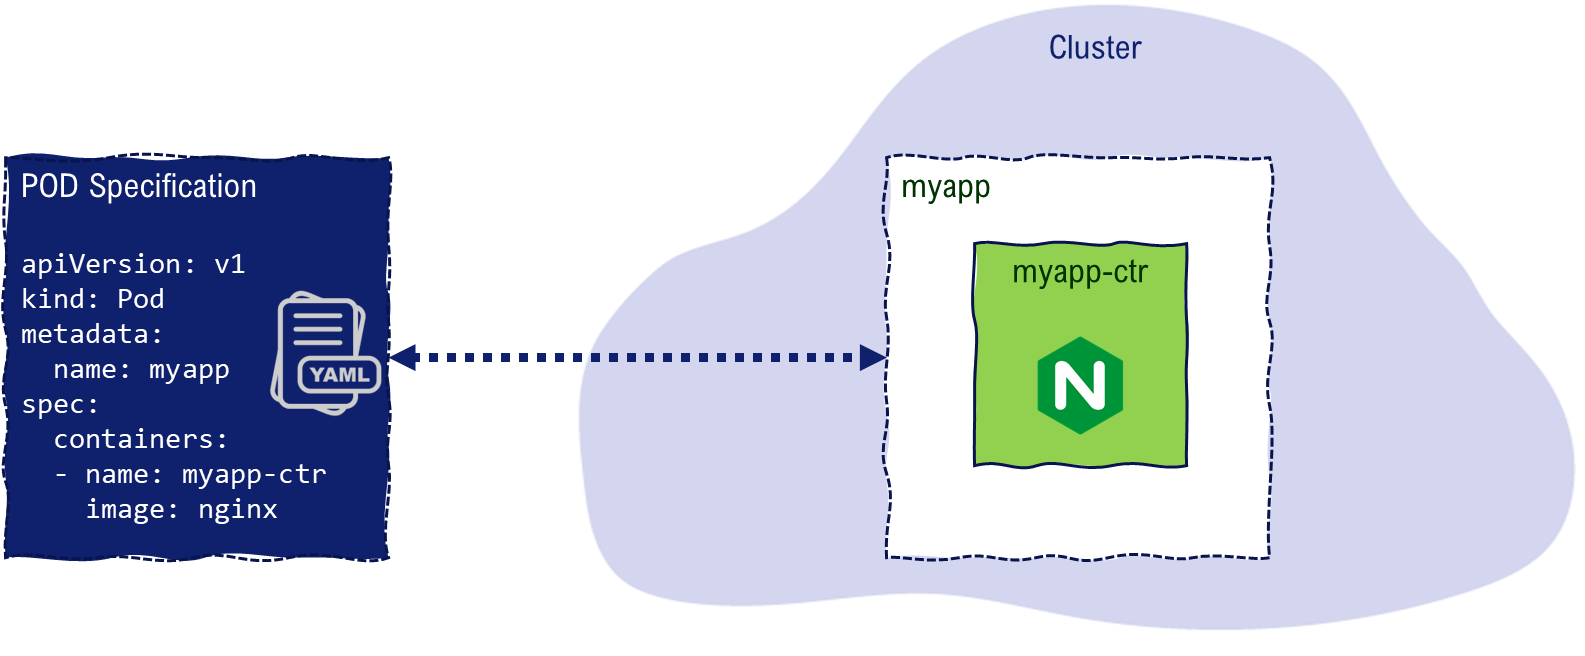 Cluster
POD Specification
apiVersion: v1
kind: Pod
metadata:
  name: myapp
spec:
  containers:
  - name: myapp-ctr
    image: nginx
YAML
myapp
myapp-ctr
N